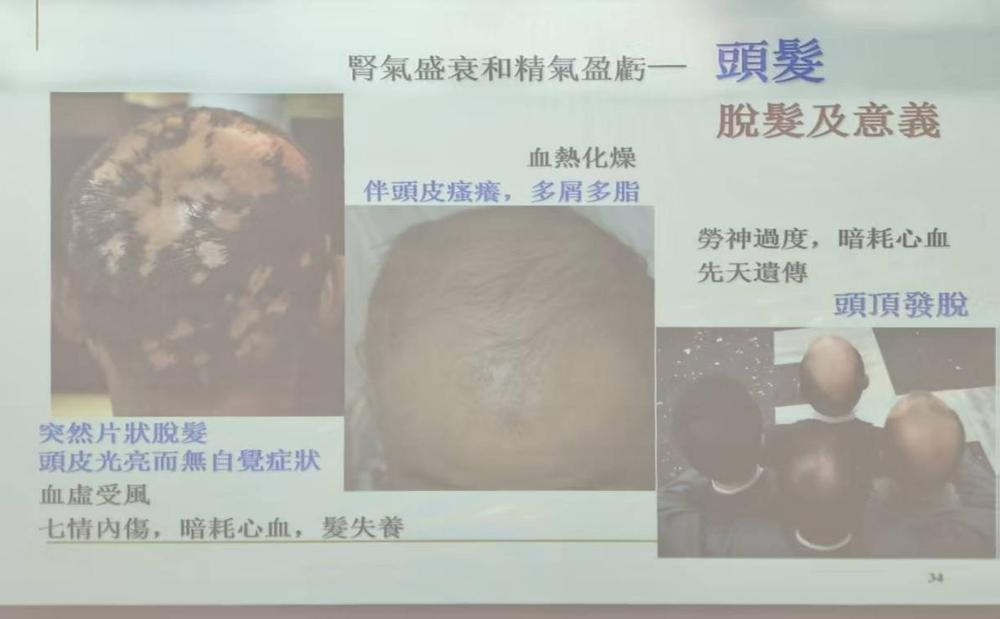 腎氣盛衰和精氣盈虧— 頭髮
脫髮及意義
血熱化燥
伴頭皮瘙癢，多屑多脂
勞神過度，暗耗心血
先天遺傳
頭頂發脫
突然片狀脫髮
頭皮光亮而無自覺症狀
血虛受風
七情內傷，暗耗心血，髮失養
34